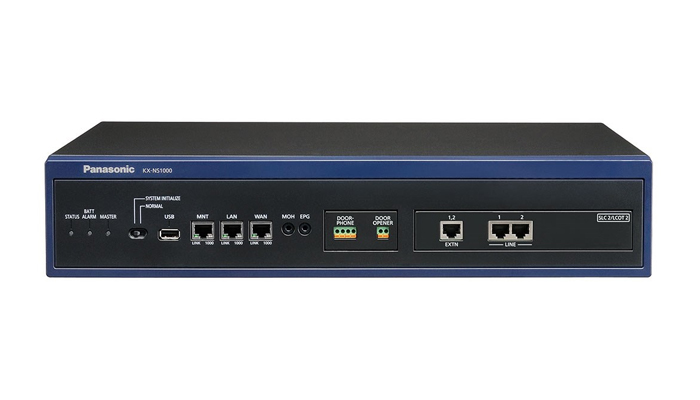 Panasonic KX-NS1000
SYSTEM INITIALIZE
NORMAL
STATUS BATT ALARM MASTER
USB MNT LAN WAN MOH EPG
LINK 1000 LINK 1000 LINK 1000
DOOR-PHONE DOOR OPENER
1,2 1 2
EXTN LINE
SLC 2/LCOT 2